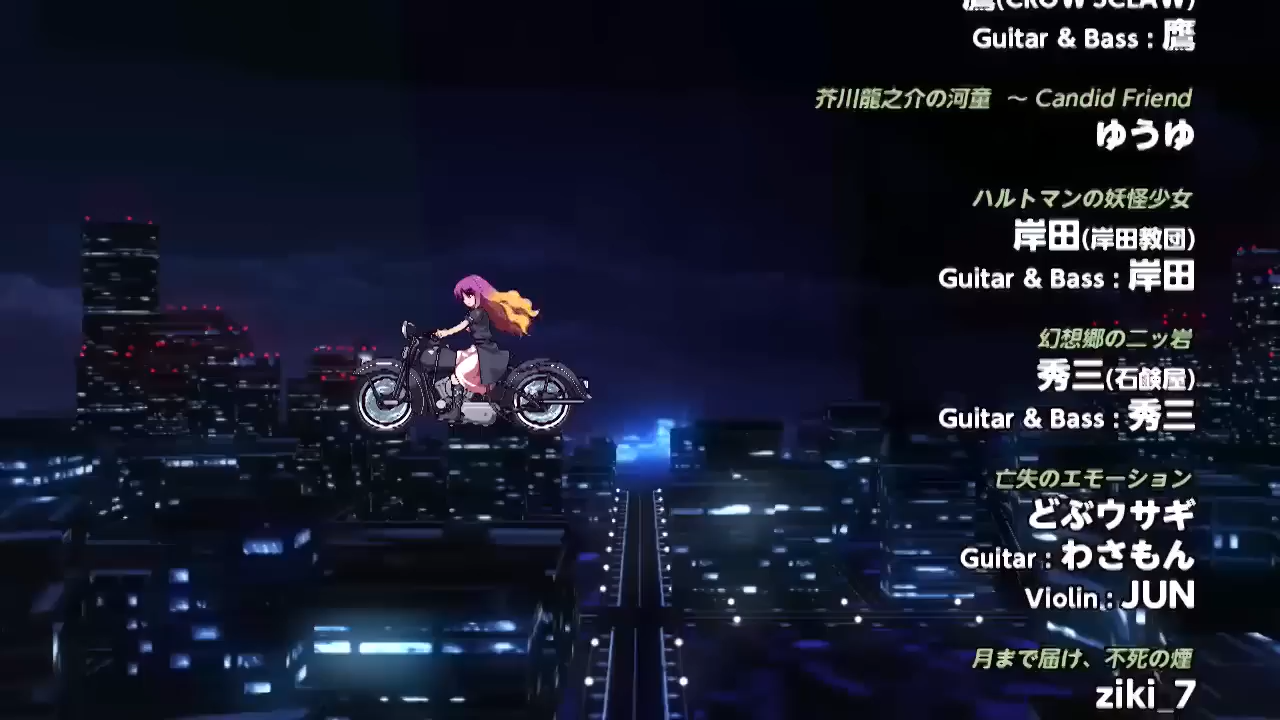 鷹(CROW'SCLAW)
Guitar & Bass : 鷹
芥川龍之介の河童 ～ Candid Friend
ゆうゆ
ハルトマンの妖怪少女
岸田(岸田教団)
Guitar & Bass : 岸田
幻想郷の二ッ岩
秀三(石鹸屋)
Guitar & Bass : 秀三
亡失のエモーション
どぶウサギ
Guitar : わさもん
Violin : JUN
月まで届け、不死の煙
ziki_7